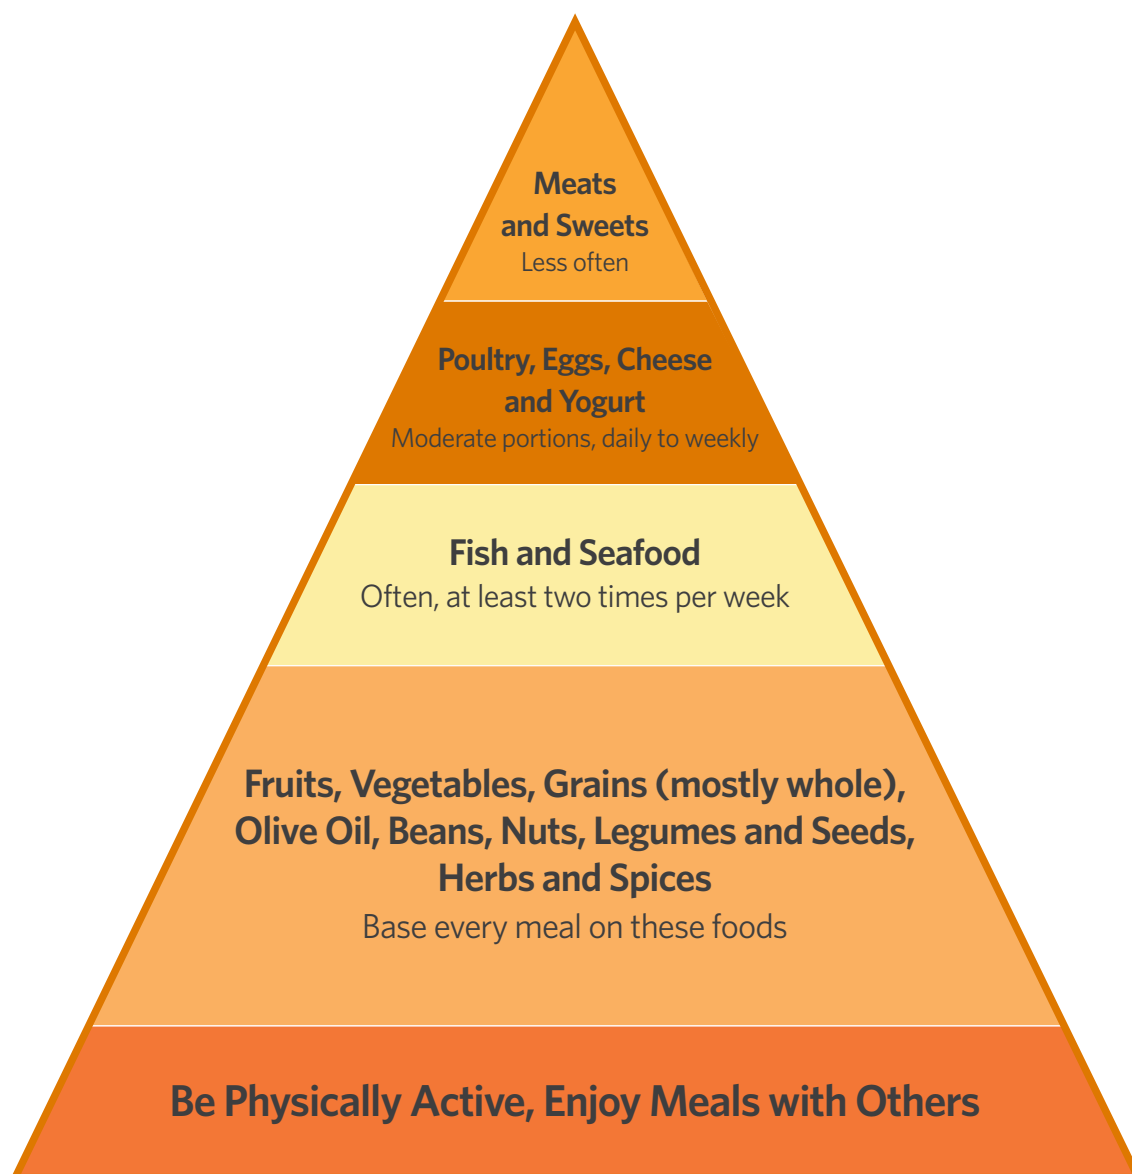 Meats
and Sweets
Less often
Poultry, Eggs, Cheese
and Yogurt
Moderate portions, daily to weekly
Fish and Seafood
Often, at least two times per week
Fruits, Vegetables, Grains (mostly whole),
Olive Oil, Beans, Nuts, Legumes and Seeds,
Herbs and Spices
Base every meal on these foods
Be Physically Active, Enjoy Meals with Others